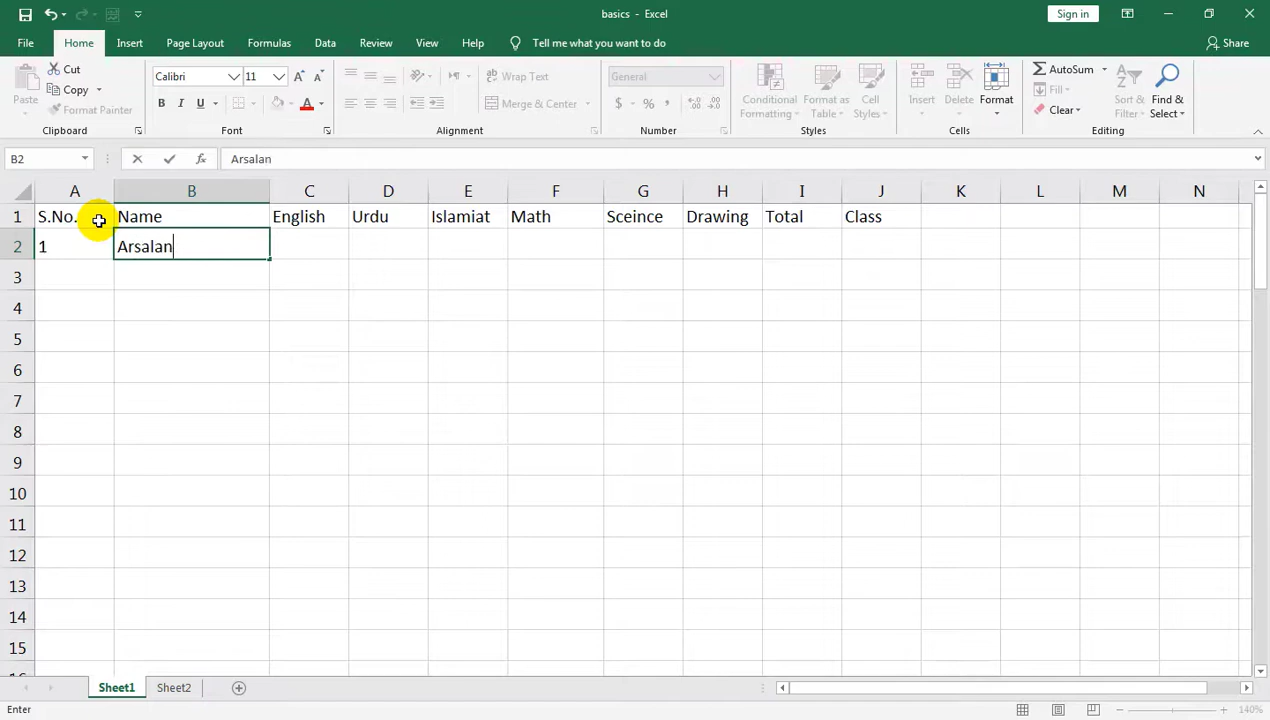 basics - Excel
Sign in
File Home Insert Page Layout Formulas Data Review View Help Tell me what you want to do Share
Cut
Copy
Format Painter
Paste
Clipboard
Calibri 11
B I U A
Font
ab Wrap Text
Merge & Center
Alignment
General
$ % ,
Number
Conditional Formatting
Format as Table
Cell Styles
Styles
Insert Delete Format
Cells
AutoSum
Fill
Clear
Sort & Filter
Find & Select
Editing
B2 fx Arsalan
A B C D E F G H I J K L M N
1 S.No. Name English Urdu Islamiat Math Sceince Drawing Total Class
2 1 Arsalan
3
4
5
6
7
8
9
10
11
12
13
14
15
Sheet1 Sheet2
Enter 140%